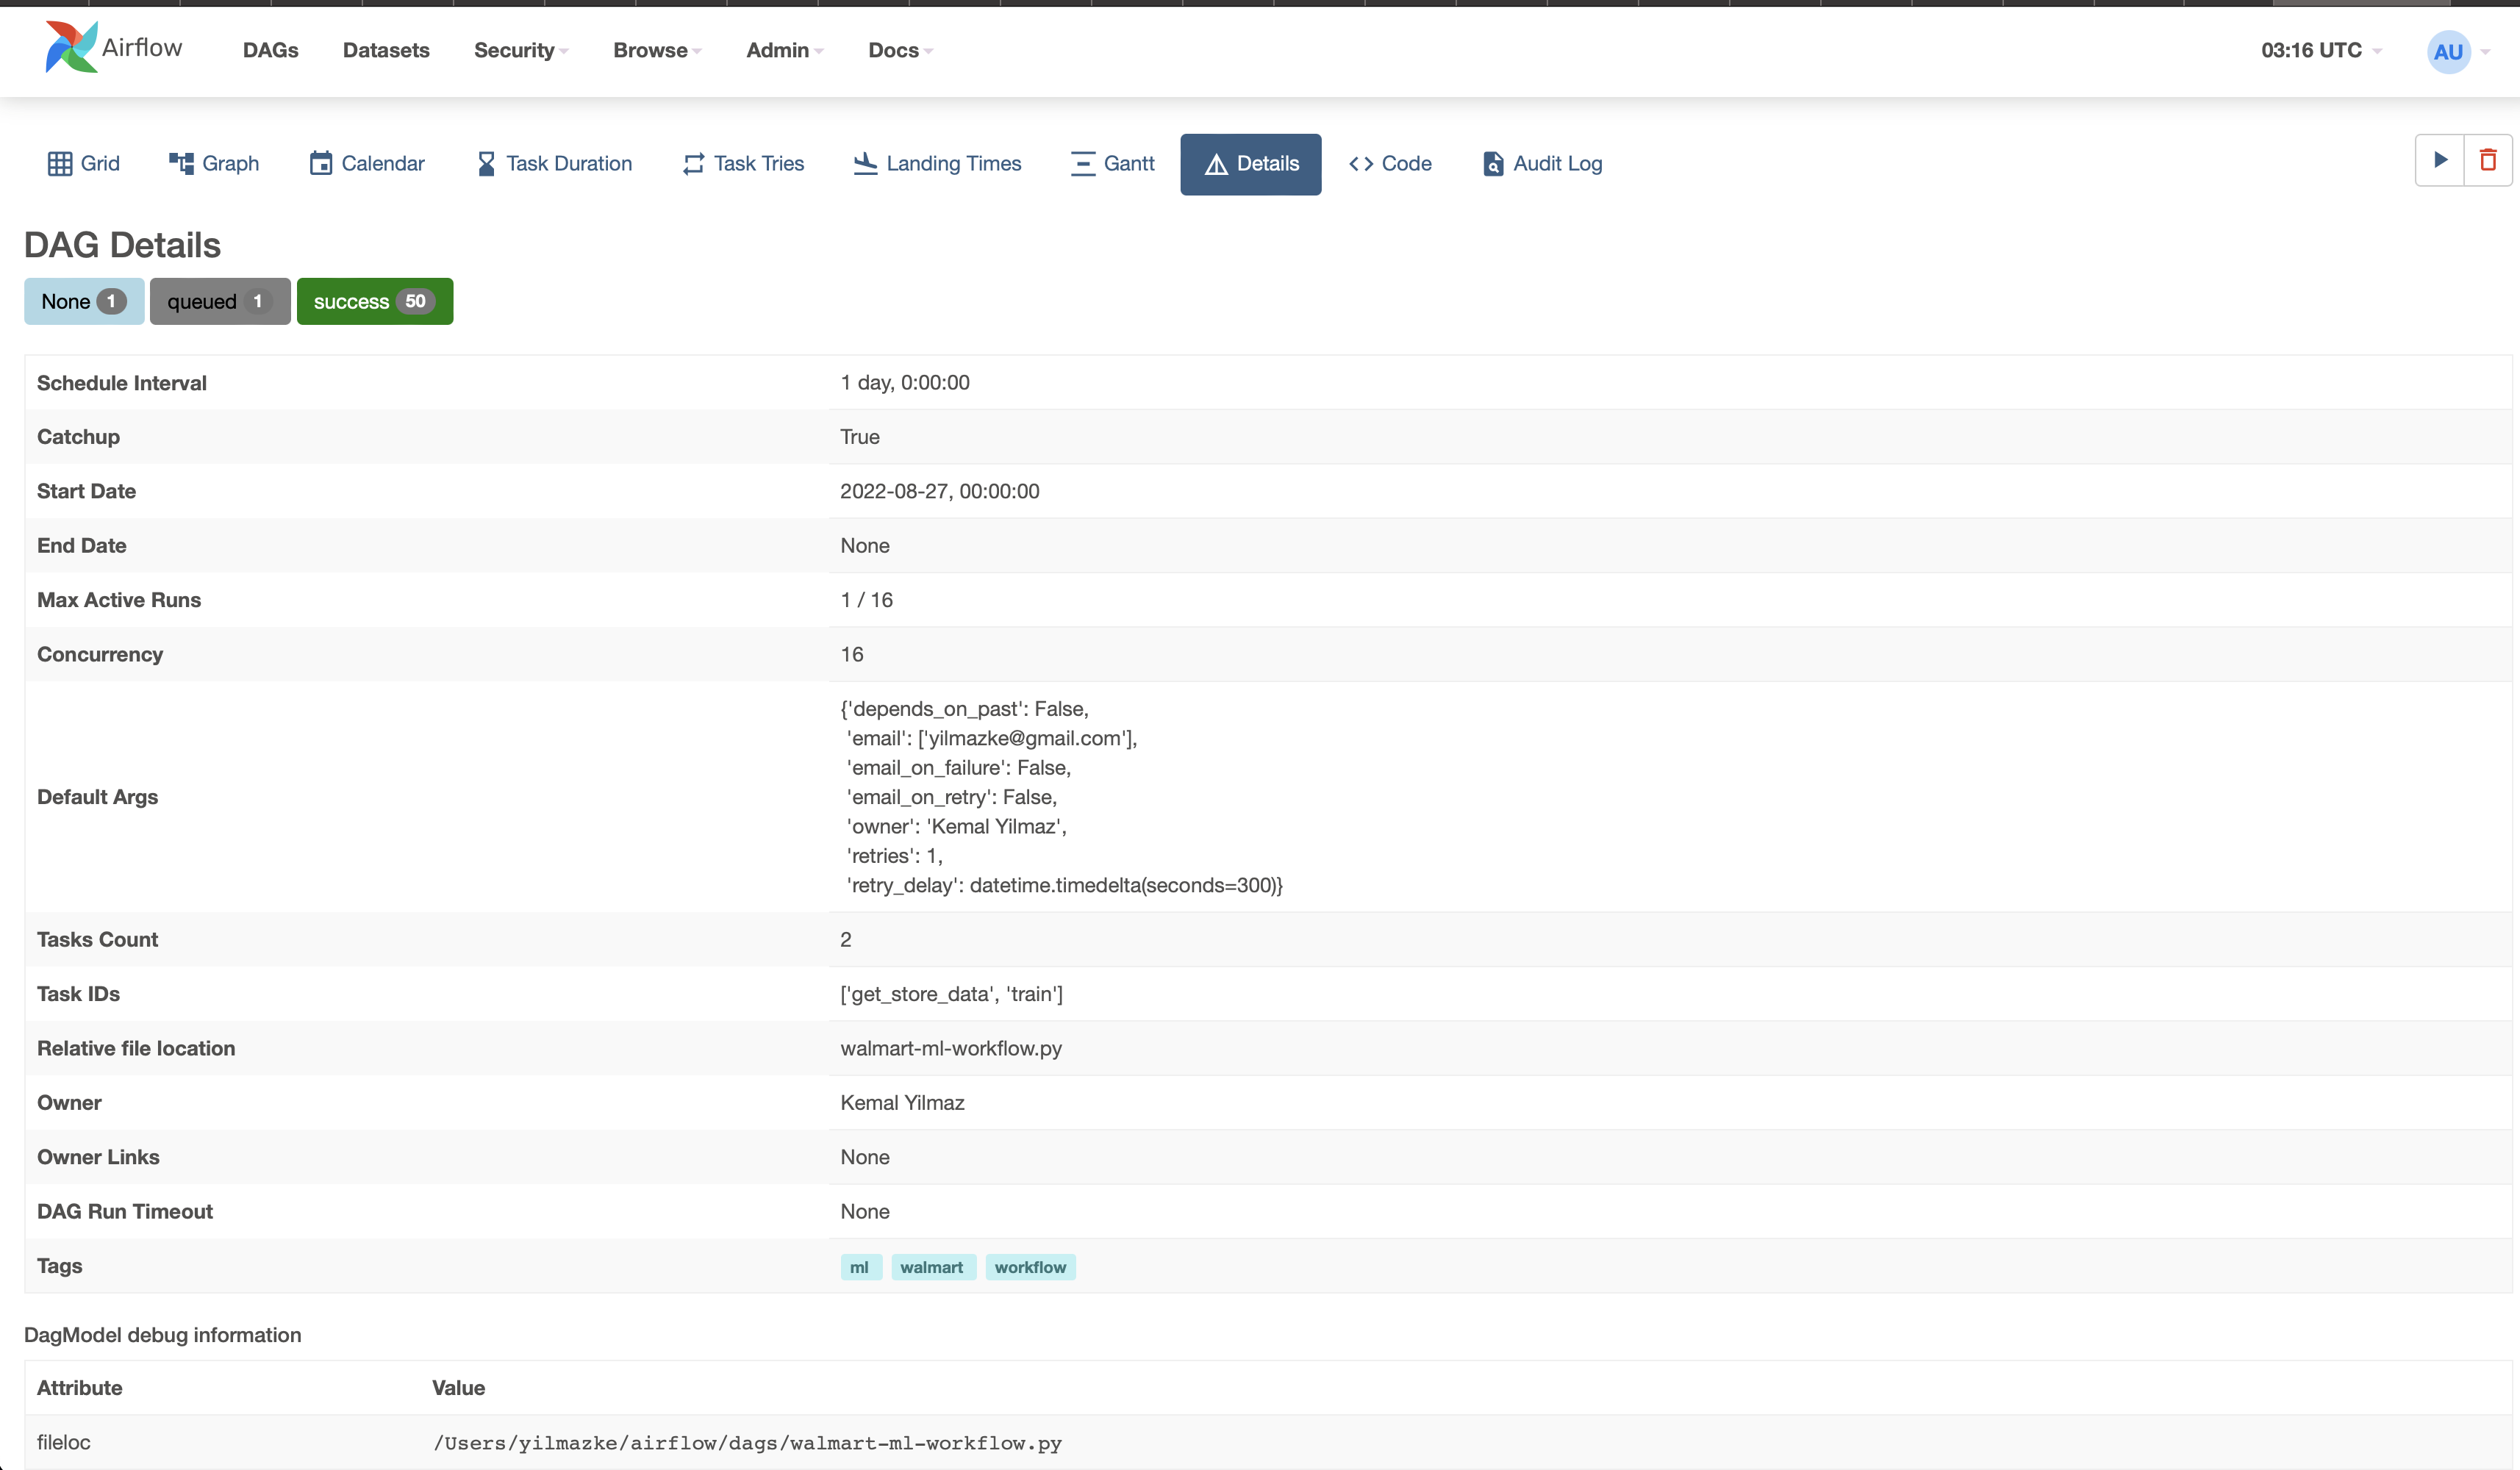 Airflow DAGs Datasets Security Browse Admin Docs 03:16 UTC AU
Grid Graph Calendar Task Duration Task Tries Landing Times Gantt Details Code Audit Log
DAG Details
None 1 queued 1 success 50
Schedule Interval 1 day, 0:00:00
Catchup True
Start Date 2022-08-27, 00:00:00
End Date None
Max Active Runs 1 / 16
Concurrency 16
Default Args
{'depends_on_past': False,
'email': ['yilmazke@gmail.com'],
'email_on_failure': False,
'email_on_retry': False,
'owner': 'Kemal Yilmaz',
'retries': 1,
'retry_delay': datetime.timedelta(seconds=300)}
Tasks Count 2
Task IDs ['get_store_data', 'train']
Relative file location walmart-ml-workflow.py
Owner Kemal Yilmaz
Owner Links None
DAG Run Timeout None
Tags ml walmart workflow
DagModel debug information
Attribute Value
fileloc /Users/yilmazke/airflow/dags/walmart-ml-workflow.py